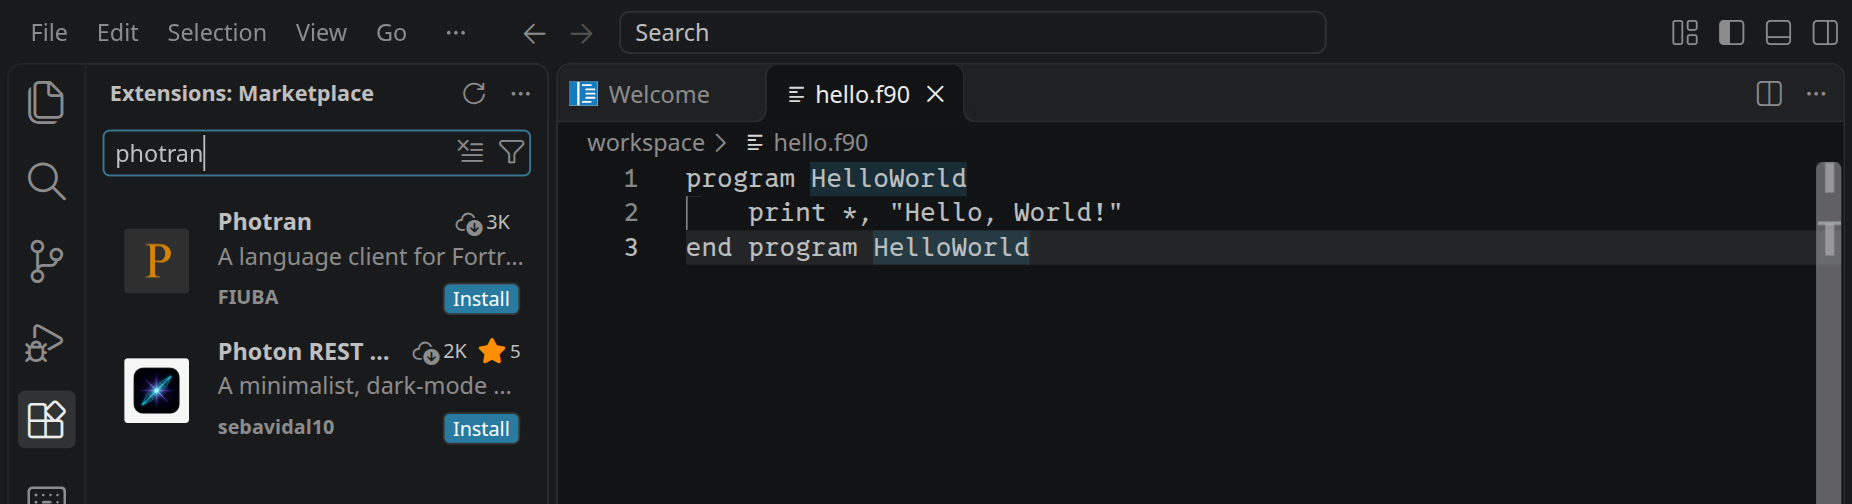 File Edit Selection View Go ··· Search
Extensions: Marketplace ···
photran
Photran 3K
A language client for Fortr...
FIUBA Install
Photon REST ... 2K 5
A minimalist, dark-mode ...
sebavidal10 Install
Welcome hello.f90 ···
workspace > hello.f90
1 program HelloWorld
2 print *, "Hello, World!"
3 end program HelloWorld